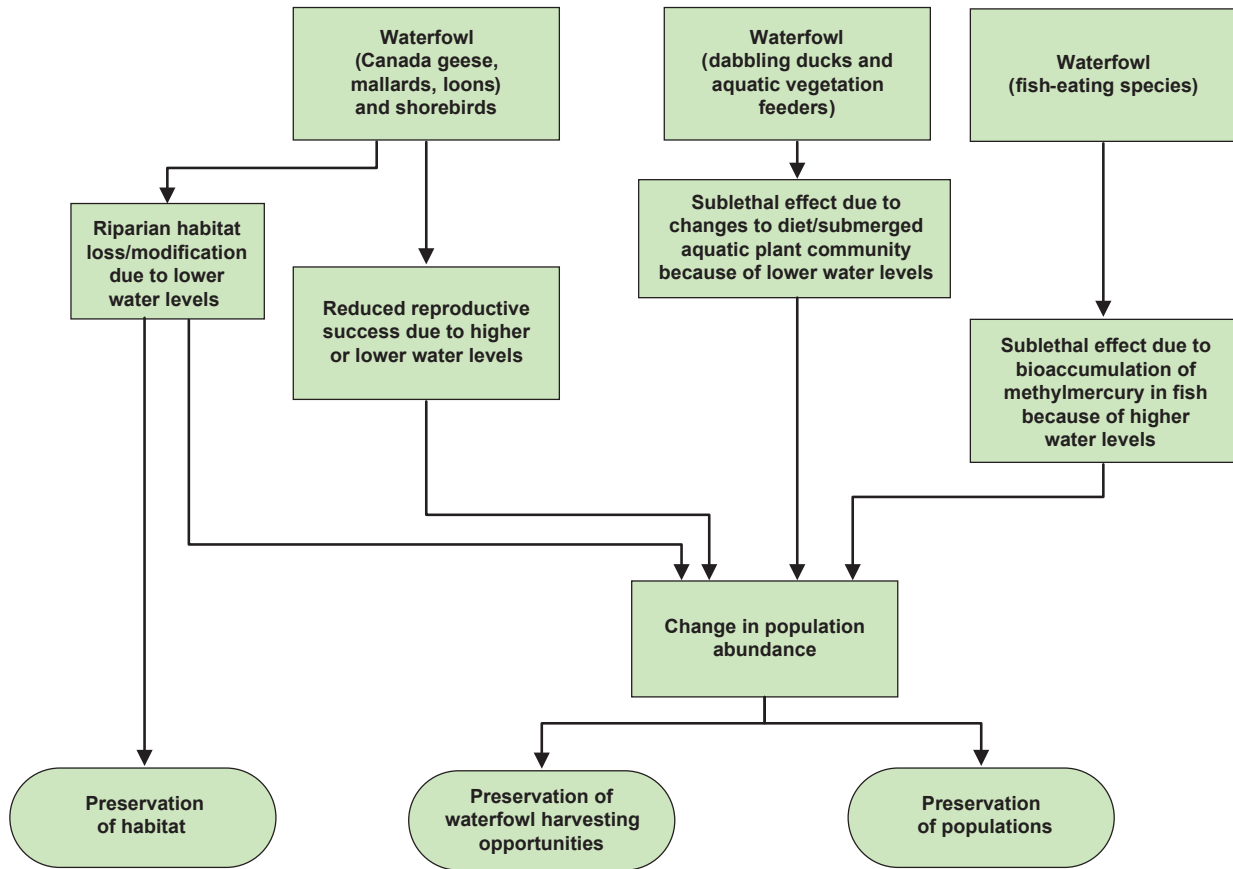 Waterfowl
(Canada geese,
mallards, loons)
and shorebirds
Waterfowl
(dabbling ducks and
aquatic vegetation
feeders)
Waterfowl
(fish-eating species)
Riparian habitat
loss/modification
due to lower
water levels
Reduced reproductive
success due to higher
or lower water levels
Sublethal effect due to
changes to diet/submerged
aquatic plant community
because of lower water levels
Sublethal effect due to
bioaccumulation of
methylmercury in fish
because of higher
water levels
Change in population
abundance
Preservation
of habitat
Preservation of
waterfowl harvesting
opportunities
Preservation
of populations